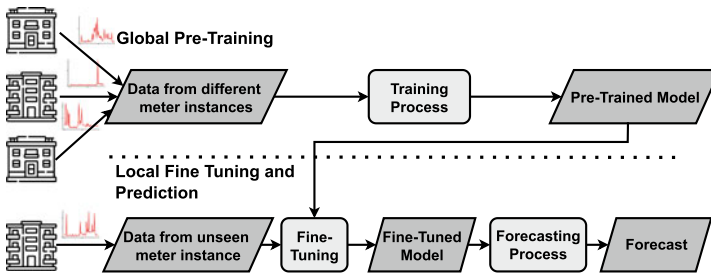 Global Pre-Training
Data from different
meter instances
Training
Process
Pre-Trained Model
Local Fine Tuning and
Prediction
Data from unseen
meter instance
Fine-
Tuning
Fine-Tuned
Model
Forecasting
Process
Forecast